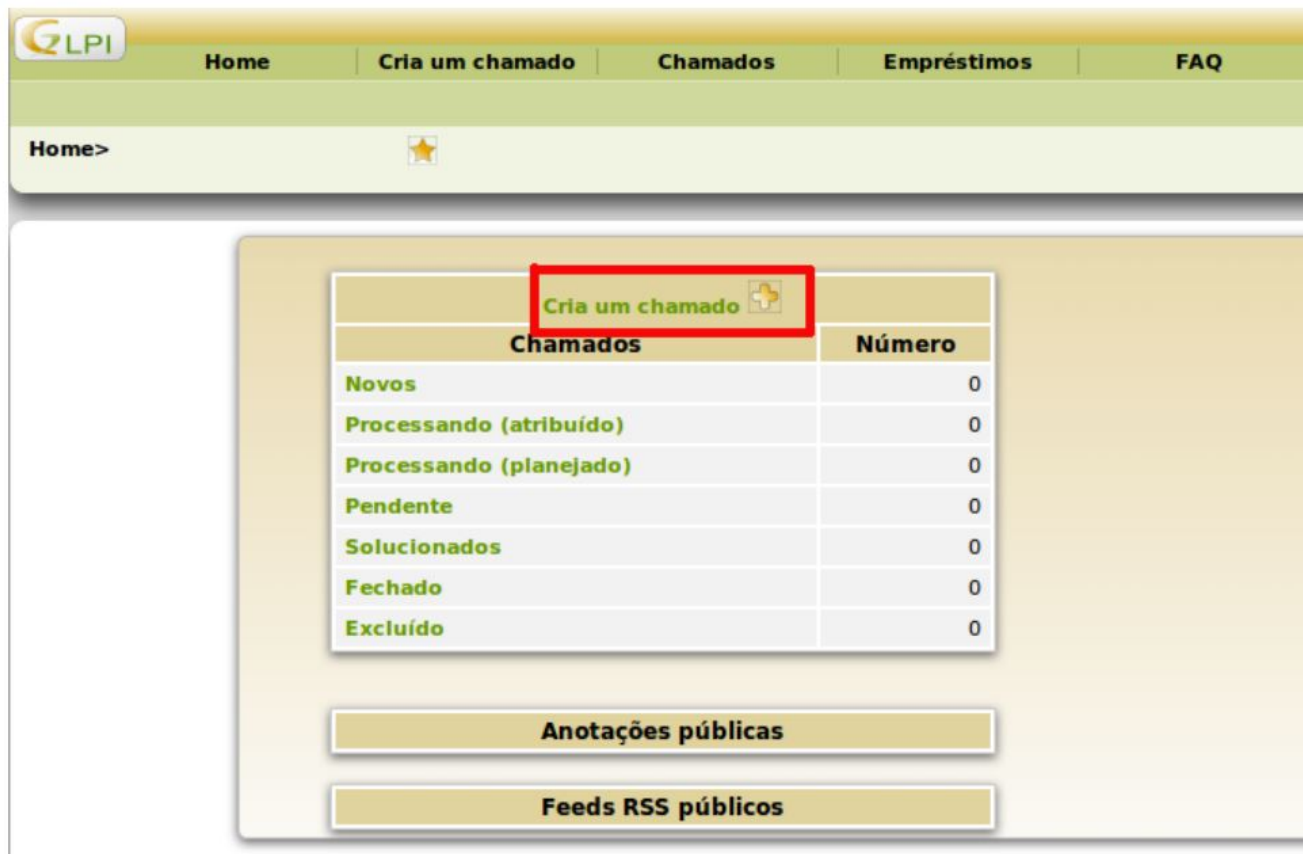 GLPI
Home Cria um chamado Chamados Empréstimos FAQ
Home>
Cria um chamado
Chamados Número
Novos 0
Processando (atribuído) 0
Processando (planejado) 0
Pendente 0
Solucionados 0
Fechado 0
Excluído 0
Anotações públicas
Feeds RSS públicos